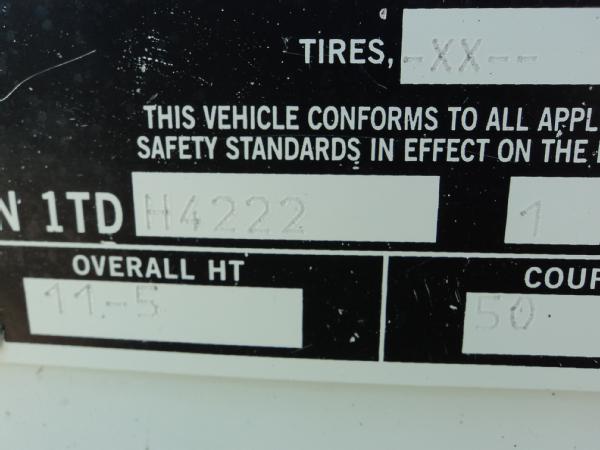 TIRES, -XX--
THIS VEHICLE CONFORMS TO ALL APPL
SAFETY STANDARDS IN EFFECT ON THE
N 1TD H4222 1
OVERALL HT COUP
11-5 50